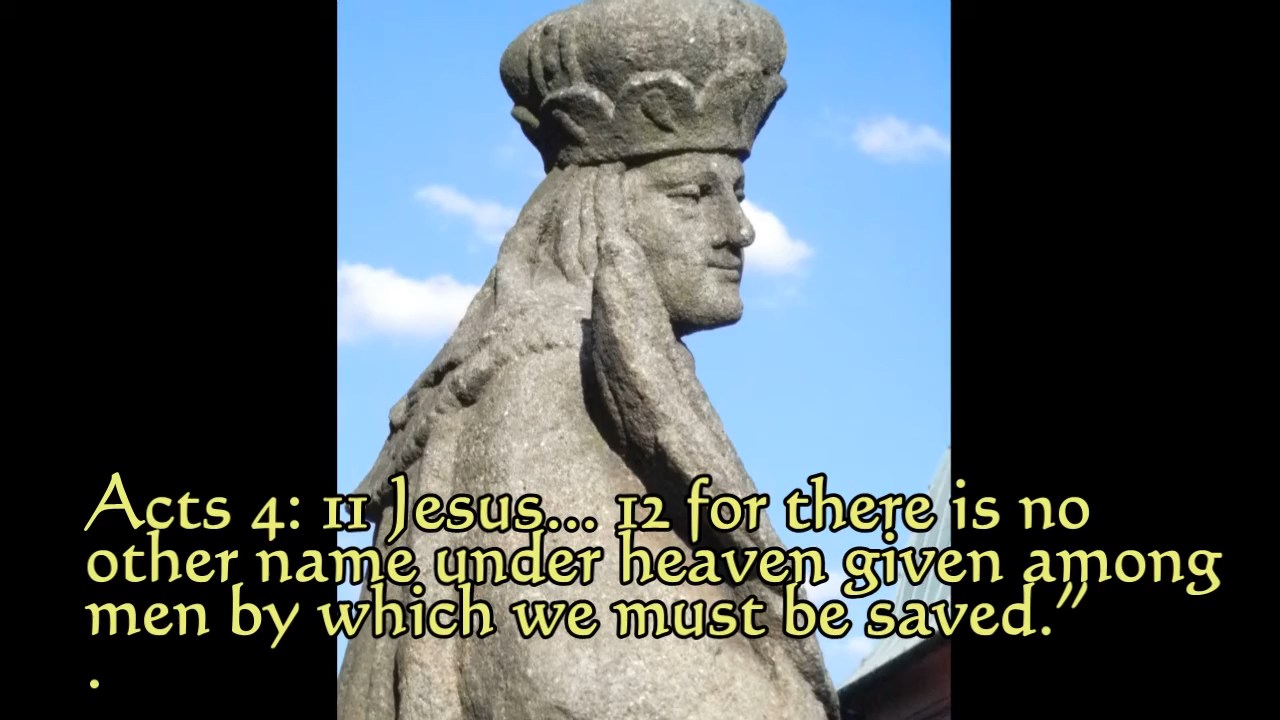 Acts 4: 11 Jesus... 12 for there is no
other name under heaven given among
men by which we must be saved.”
.